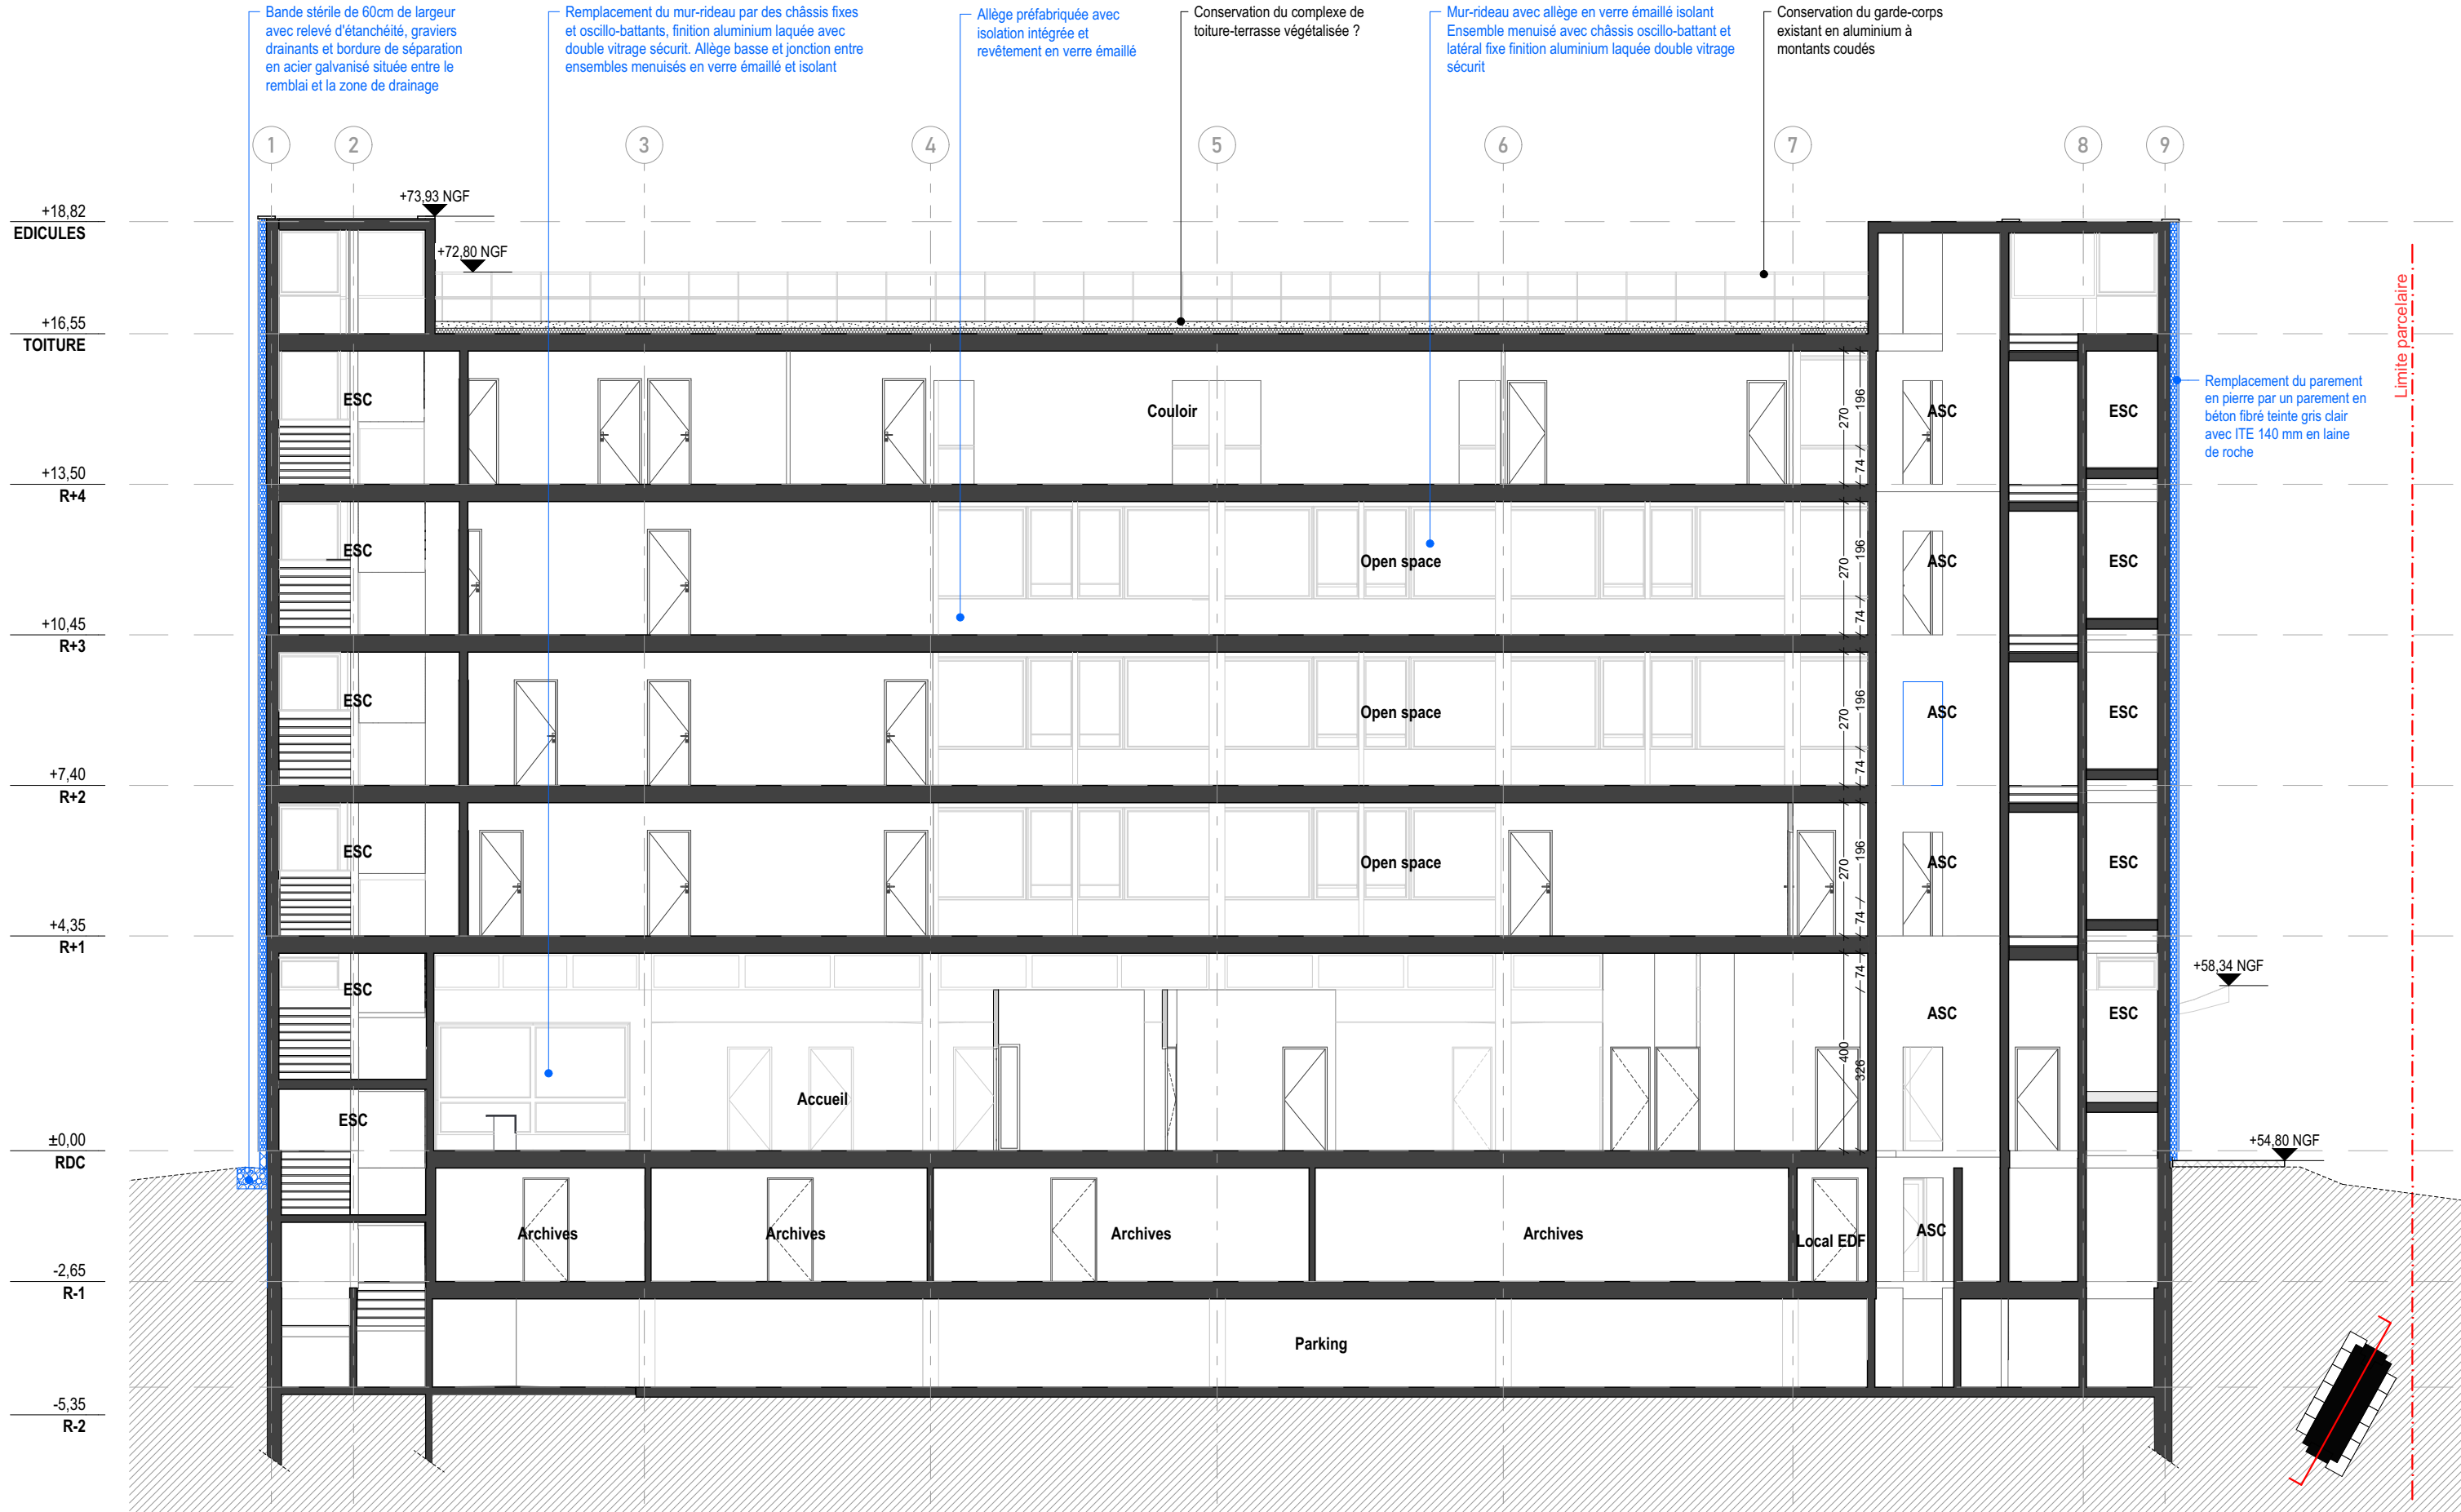 Bande stérile de 60cm de largeur
avec relevé d'étanchéité, graviers
drainants et bordure de séparation
en acier galvanisé située entre le
remblai et la zone de drainage
Remplacement du mur-rideau par des châssis fixes
et oscillo-battants, finition aluminium laquée avec
double vitrage sécurit. Allège basse et jonction entre
ensembles menuisés en verre émaillé et isolant
Allège préfabriquée avec
isolation intégrée et
revêtement en verre émaillé
Conservation du complexe de
toiture-terrasse végétalisée ?
Mur-rideau avec allège en verre émaillé isolant
Ensemble menuisé avec châssis oscillo-battant et
latéral fixe finition aluminium laquée double vitrage
sécurit
Conservation du garde-corps
existant en aluminium à
montants coudés
1 2 3 4 5 6 7 8 9
+73,93 NGF
+18,82
EDICULES
+72,80 NGF
Limite parcelaire
+16,55
TOITURE
Remplacement du parement
en pierre par un parement en
béton fibré teinte gris clair
avec ITE 140 mm en laine
de roche
ESC Couloir 270 196 74 ASC ESC
+13,50
R+4
ESC Open space 270 196 74 ASC ESC
+10,45
R+3
ESC Open space 270 196 74 ASC ESC
+7,40
R+2
ESC Open space 270 196 74 ASC ESC
+4,35
R+1
+58,34 NGF
ESC 74 ASC ESC
400 326
Accueil
ESC
±0,00
RDC
+54,80 NGF
Archives Archives Archives Archives Local EDF ASC
-2,65
R-1
Parking
-5,35
R-2